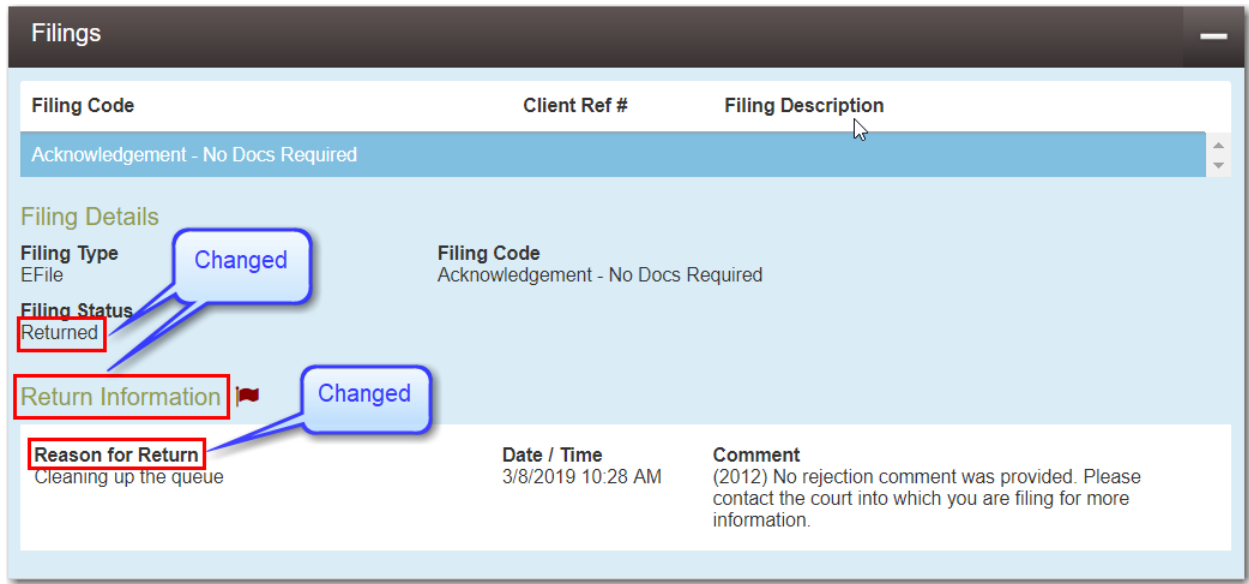 Filings
Filing Code Client Ref # Filing Description
Acknowledgement - No Docs Required
Filing Details
Filing Type Filing Code
EFile Acknowledgement - No Docs Required
Changed
Filing Status
Returned
Return Information
Changed
Reason for Return Date / Time Comment
Cleaning up the queue 3/8/2019 10:28 AM (2012) No rejection comment was provided. Please
contact the court into which you are filing for more
information.